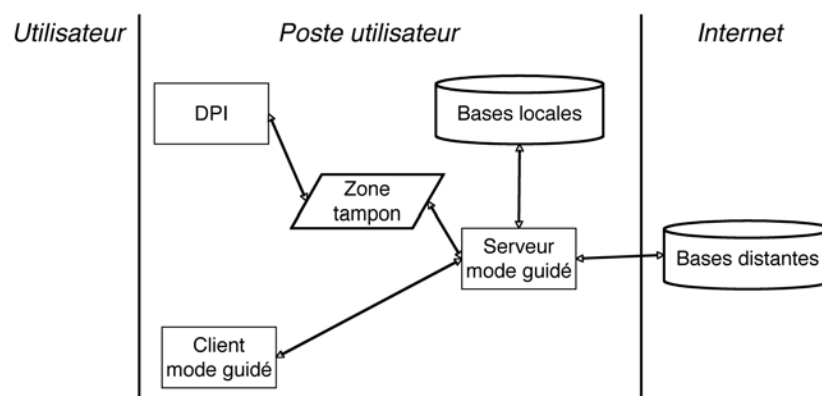 Utilisateur
Poste utilisateur
Internet
DPI
Bases locales
Zone
tampon
Serveur
mode guidé
Bases distantes
Client
mode guidé